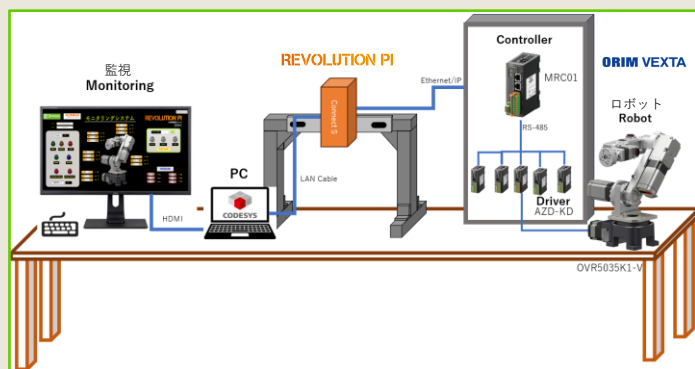 Controller
REVOLUTION PI
Ethernet/IP
MRC01
ORIM VEXTA
監視
Monitoring
Connect S
ロボット
Robot
RS-485
モニタリングシステム
REVOLUTION PI
PC
LAN Cable
CODESYS
HDMI
Driver
AZD-KD
OVR5035K1-V